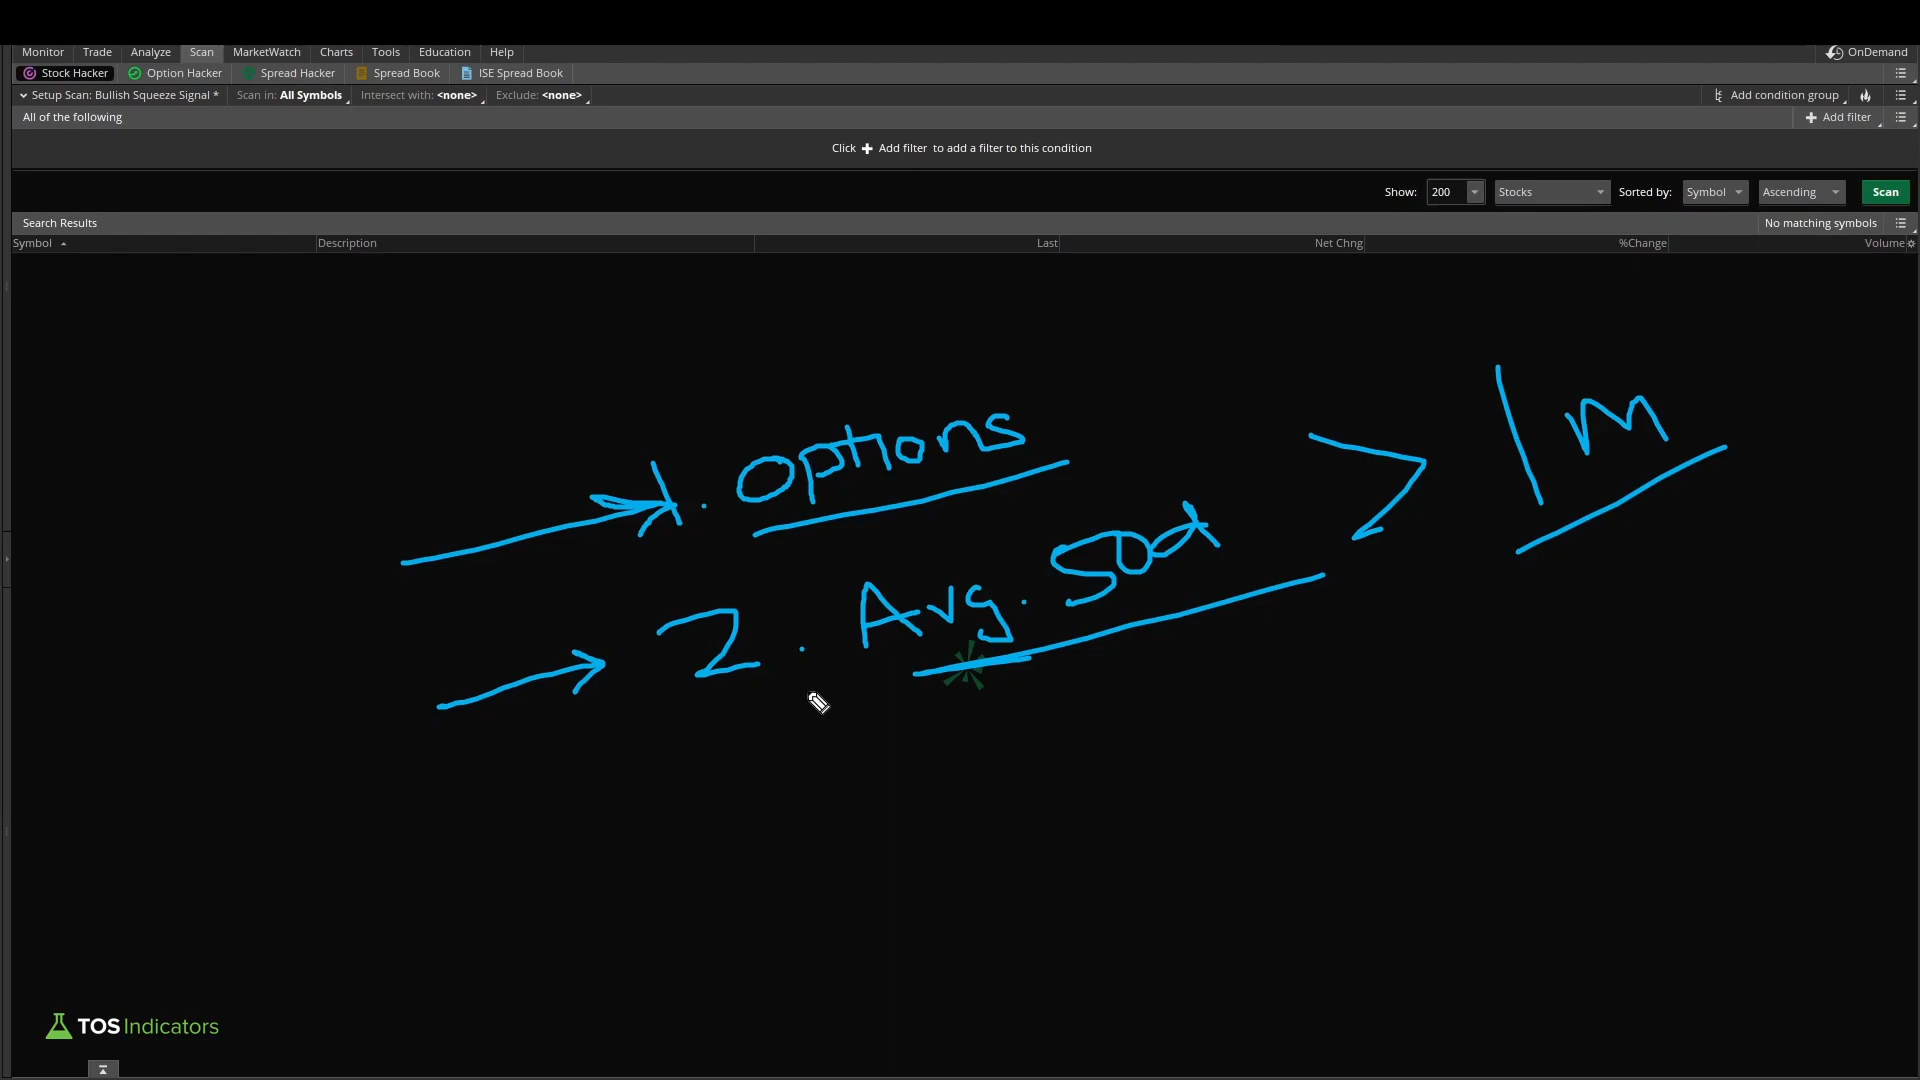 Monitor Trade Analyze Scan MarketWatch Charts Tools Education Help OnDemand
Stock Hacker Option Hacker Spread Hacker Spread Book ISE Spread Book
Setup Scan: Bullish Squeeze Signal * Scan in: All Symbols Intersect with: <none> Exclude: <none> Add condition group
All of the following Add filter
Click + Add filter to add a filter to this condition
Show: 200 Stocks Sorted by: Symbol Ascending Scan
Search Results No matching symbols
Symbol Description Last Net Chng %Change Volume
1. Options
2. Avg. 50d > 1m
TOS Indicators